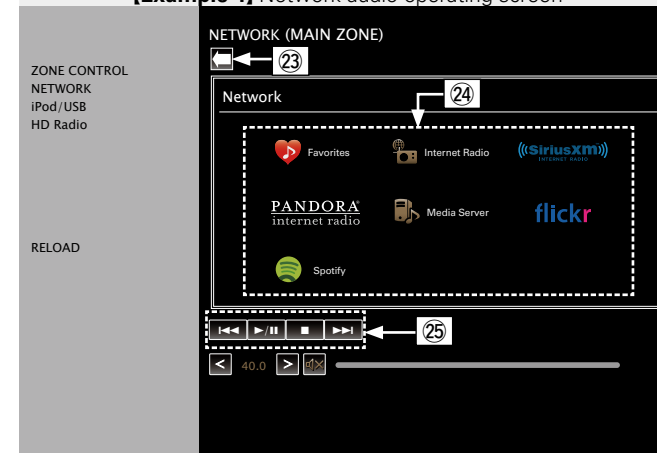 [Example 4] Network audio operating screen
NETWORK (MAIN ZONE)
23
ZONE CONTROL
NETWORK
iPod/USB
HD Radio
RELOAD
Network
24
Favorites
Internet Radio
((SiriusXM))
INTERNET RADIO
PANDORA
internet radio
Media Server
flickr
Spotify
25
< 40.0 >